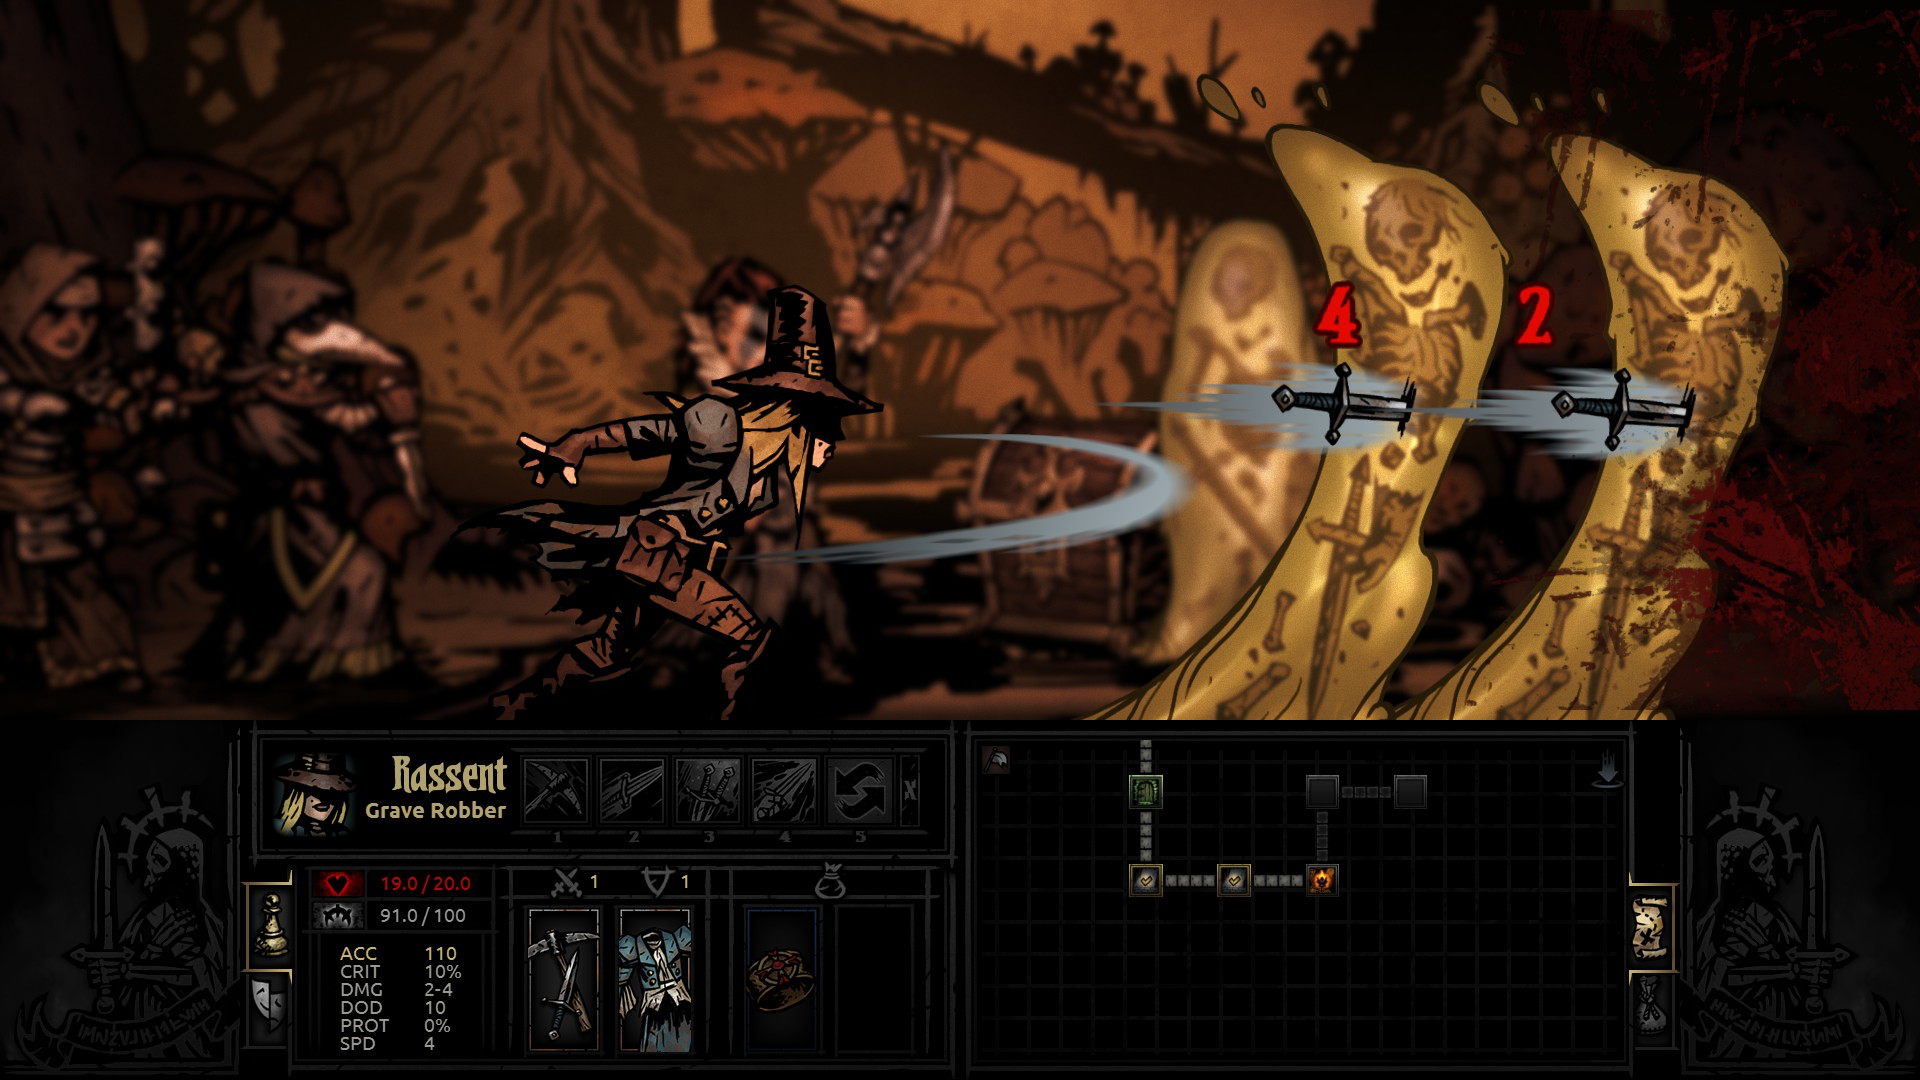 4 2
Rassent
Grave Robber
1 2 3 4 5
19.0 / 20.0
91.0 / 100
1 1
ACC 110
CRIT 10%
DMG 2-4
DOD 10
PROT 0%
SPD 4